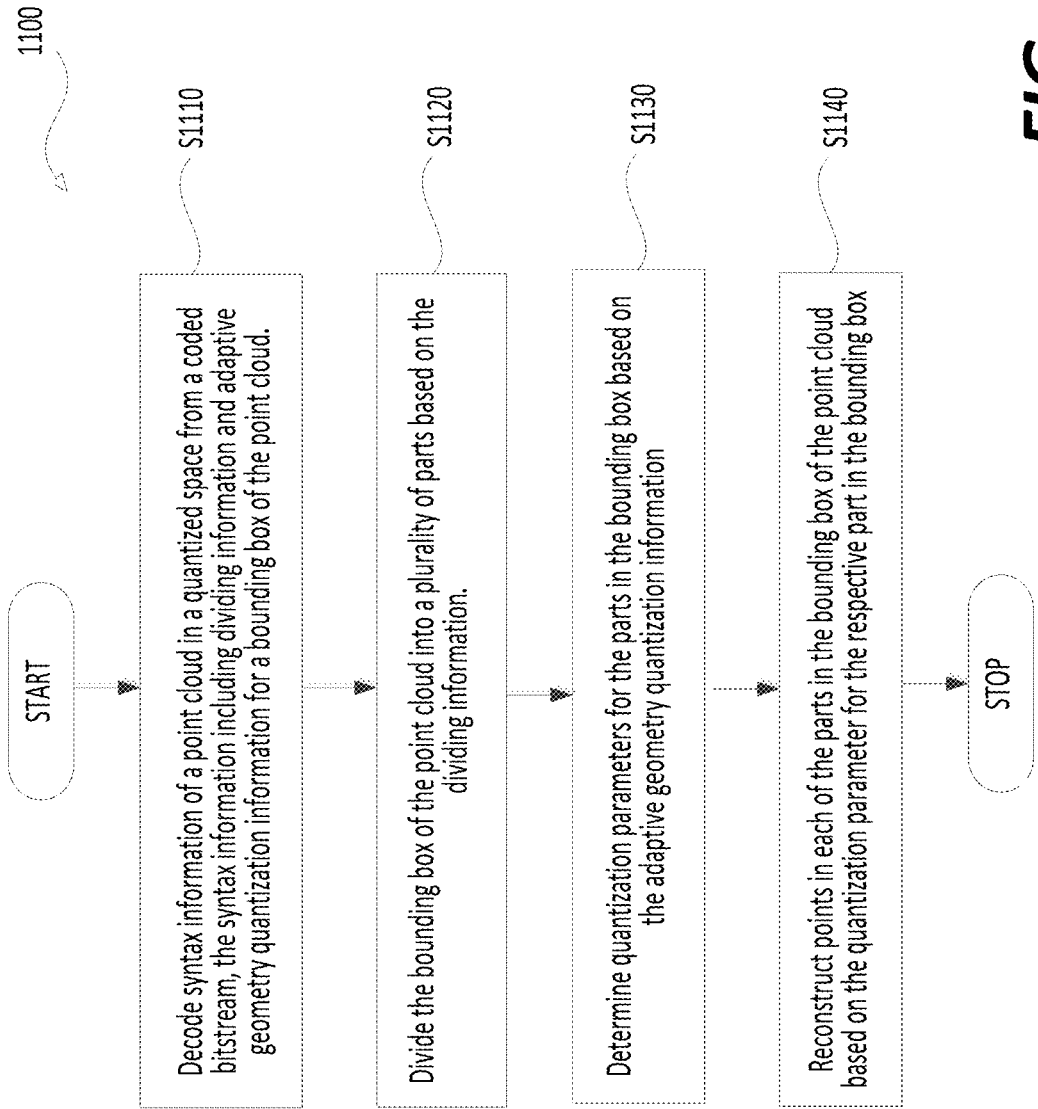 1100
START
Decode syntax information of a point cloud in a quantized space from a coded
bitstream, the syntax information including dividing information and adaptive
geometry quantization information for a bounding box of the point cloud.
S1110
Divide the bounding box of the point cloud into a plurality of parts based on the
dividing information.
S1120
Determine quantization parameters for the parts in the bounding box based on
the adaptive geometry quantization information
S1130
Reconstruct points in each of the parts in the bounding box of the point cloud
based on the quantization parameter for the respective part in the bounding box
S1140
STOP
FIG